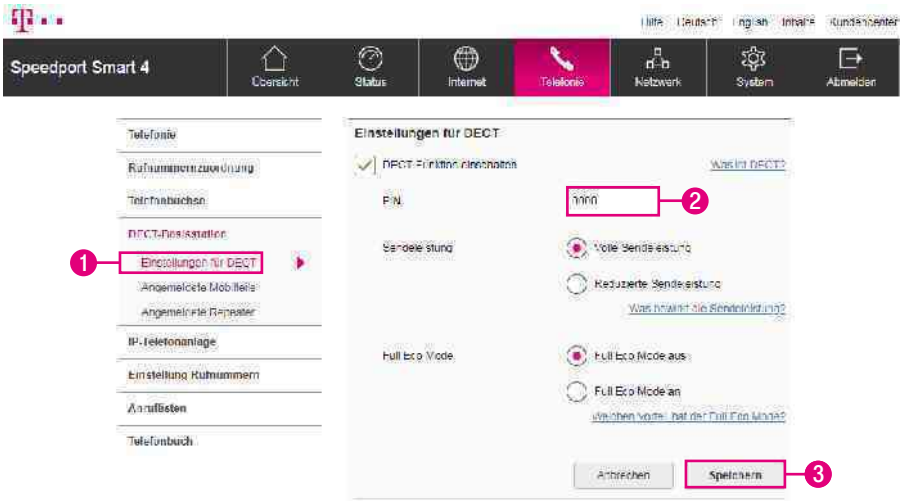 T
Hilfe Deutsch English Inhalte Kundencenter
Speedport Smart 4
Übersicht
Status
Internet
Telefonie
Netzwerk
System
Abmelden
Telefonie
Rufnummernzuordnung
Telefonbuchse
DECT-Basisstation
1
Einstellungen für DECT
Angemeldete Mobilteile
Angemeldete Repeater
IP-Telefonanlage
Einstellung Rufnummern
Anruflisten
Telefonbuch
Einstellungen für DECT
DECT Funktion einschalten
Was ist DECT?
PIN
0000
2
Sendeleistung
Volle Sendeleistung
Reduzierte Sendeleistung
Was bewirkt die Sendeleistung?
Full Eco Mode
Full Eco Mode aus
Full Eco Mode an
Welchen Vorteil hat der Full Eco Mode?
Abbrechen
Speichern
3